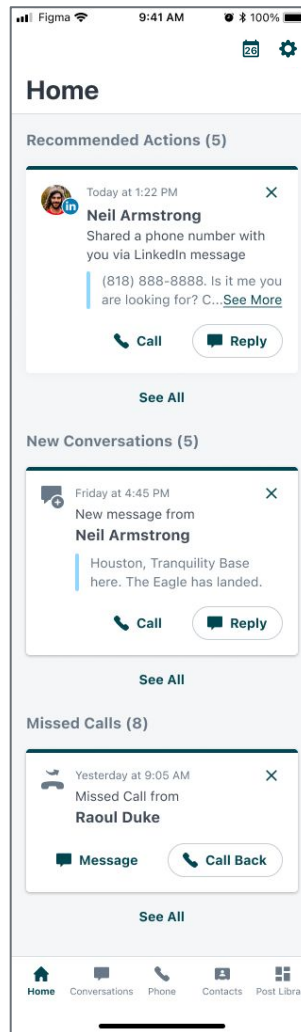 Figma 9:41 AM 100%
26
Home
Recommended Actions (5)
Today at 1:22 PM
in
Neil Armstrong
Shared a phone number with
you via LinkedIn message
(818) 888-8888. Is it me you
are looking for? C...See More
Call Reply
See All
New Conversations (5)
Friday at 4:45 PM
New message from
Neil Armstrong
Houston, Tranquility Base
here. The Eagle has landed.
Call Reply
See All
Missed Calls (8)
Yesterday at 9:05 AM
Missed Call from
Raoul Duke
Message Call Back
See All
Home Conversations Phone Contacts Post Libra